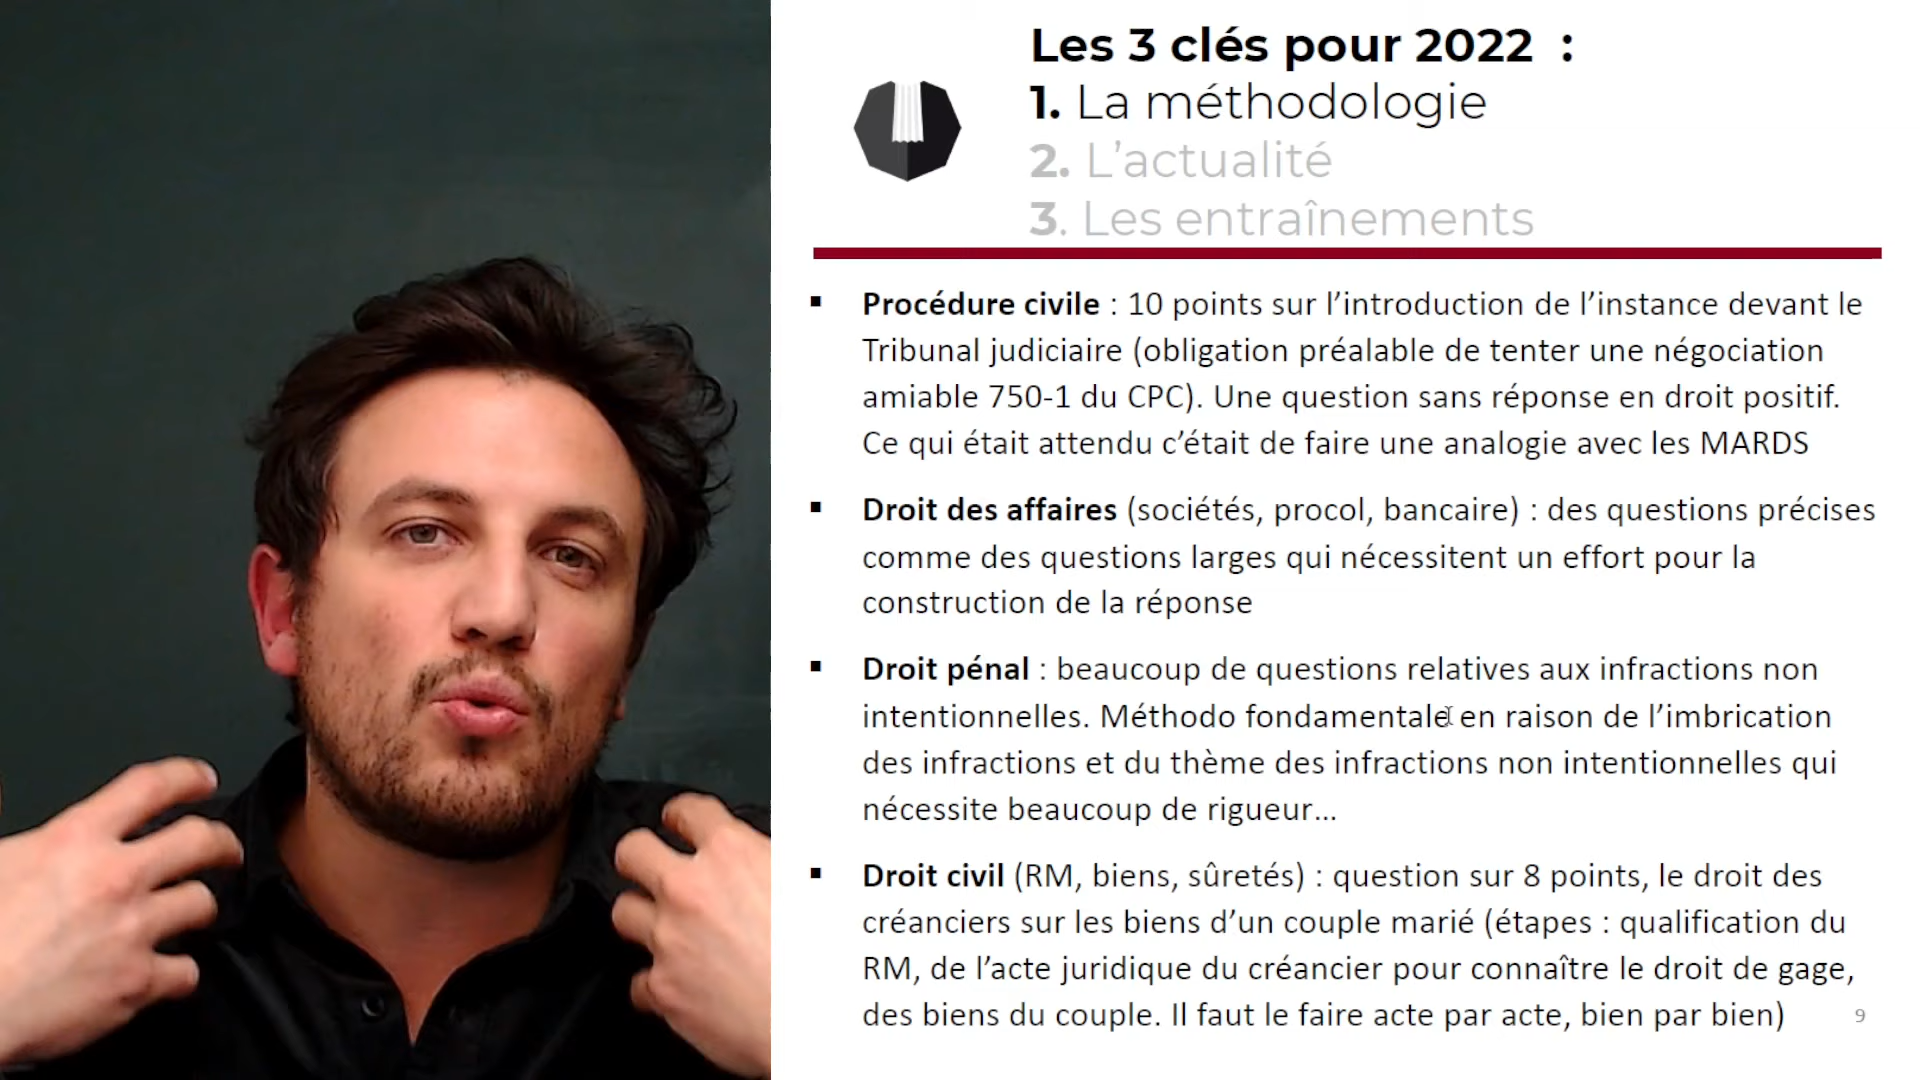 Les 3 clés pour 2022 :
1. La méthodologie
2. L'actualité
3. Les entraînements
▪ Procédure civile : 10 points sur l'introduction de l'instance devant le
Tribunal judiciaire (obligation préalable de tenter une négociation
amiable 750-1 du CPC). Une question sans réponse en droit positif.
Ce qui était attendu c'était de faire une analogie avec les MARDS
▪ Droit des affaires (sociétés, procol, bancaire) : des questions précises
comme des questions larges qui nécessitent un effort pour la
construction de la réponse
▪ Droit pénal : beaucoup de questions relatives aux infractions non
intentionnelles. Méthodo fondamentale en raison de l'imbrication
des infractions et du thème des infractions non intentionnelles qui
nécessite beaucoup de rigueur...
▪ Droit civil (RM, biens, sûretés) : question sur 8 points, le droit des
créanciers sur les biens d'un couple marié (étapes : qualification du
RM, de l'acte juridique du créancier pour connaître le droit de gage,
des biens du couple. Il faut le faire acte par acte, bien par bien)
9